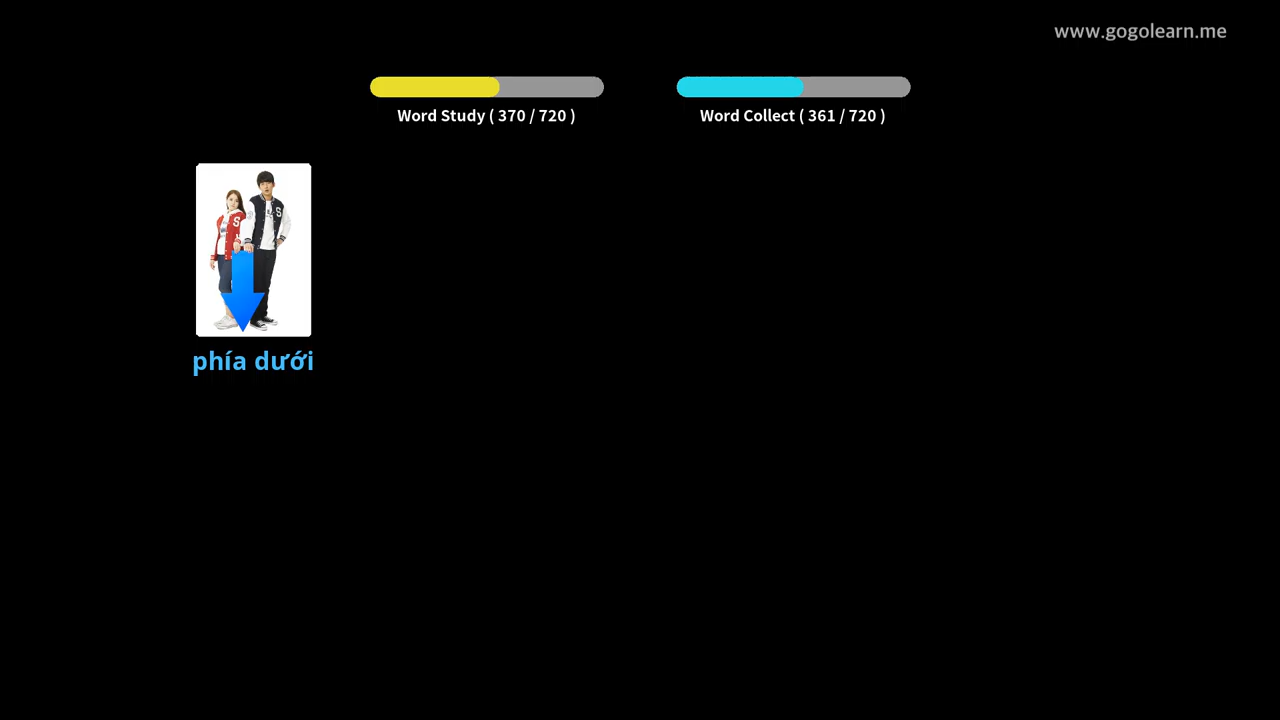 www.gogolearn.me
Word Study ( 370 / 720 )
Word Collect ( 361 / 720 )
S
S
phía dưới